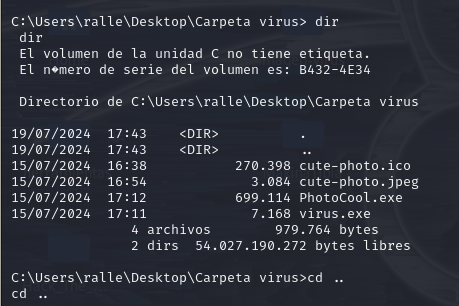 C:\Users\ralle\Desktop\Carpeta virus> dir
dir
El volumen de la unidad C no tiene etiqueta.
El n�mero de serie del volumen es: B432-4E34
Directorio de C:\Users\ralle\Desktop\Carpeta virus
19/07/2024  17:43    <DIR>          .
19/07/2024  17:43    <DIR>          ..
15/07/2024  16:38           270.398 cute-photo.ico
15/07/2024  16:54             3.084 cute-photo.jpeg
15/07/2024  17:12           699.114 PhotoCool.exe
15/07/2024  17:11             7.168 virus.exe
4 archivos        979.764 bytes
2 dirs  54.027.190.272 bytes libres
C:\Users\ralle\Desktop\Carpeta virus>cd ..
cd ..